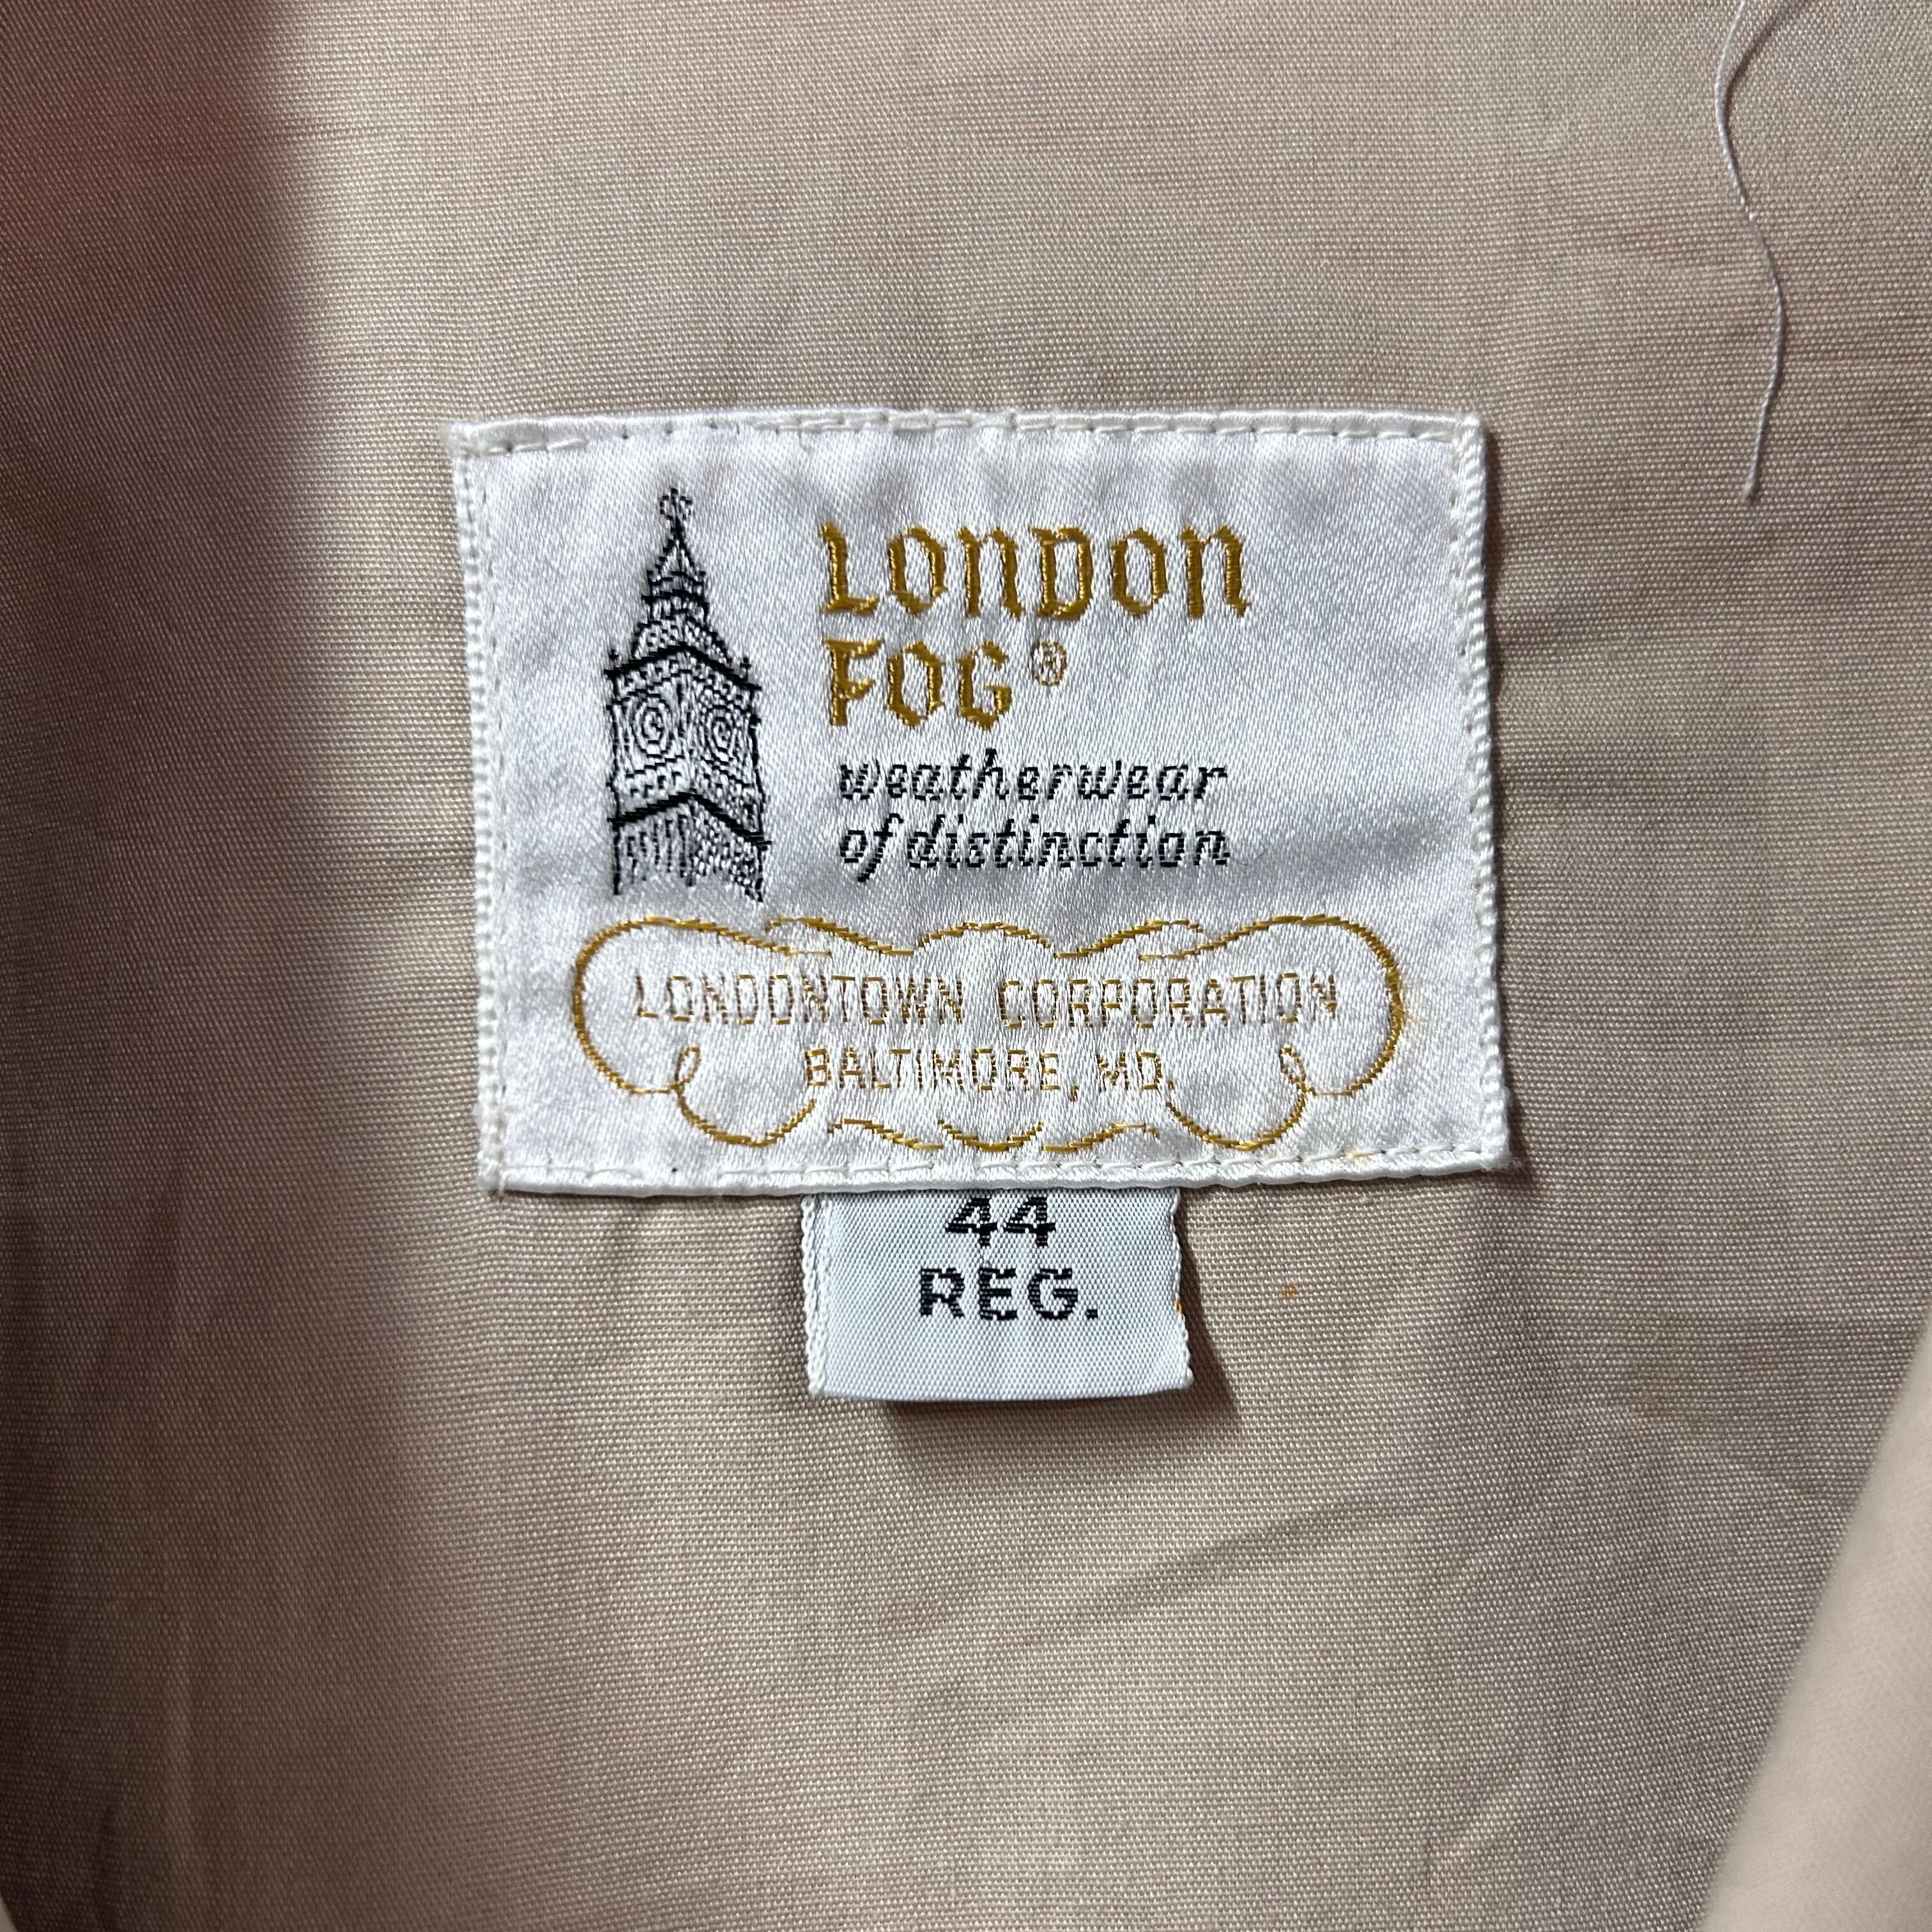 LONDON
FOG®
weatherwear
of distinction
LONDONTOWN CORPORATION
BALTIMORE, MD.
44
REG.